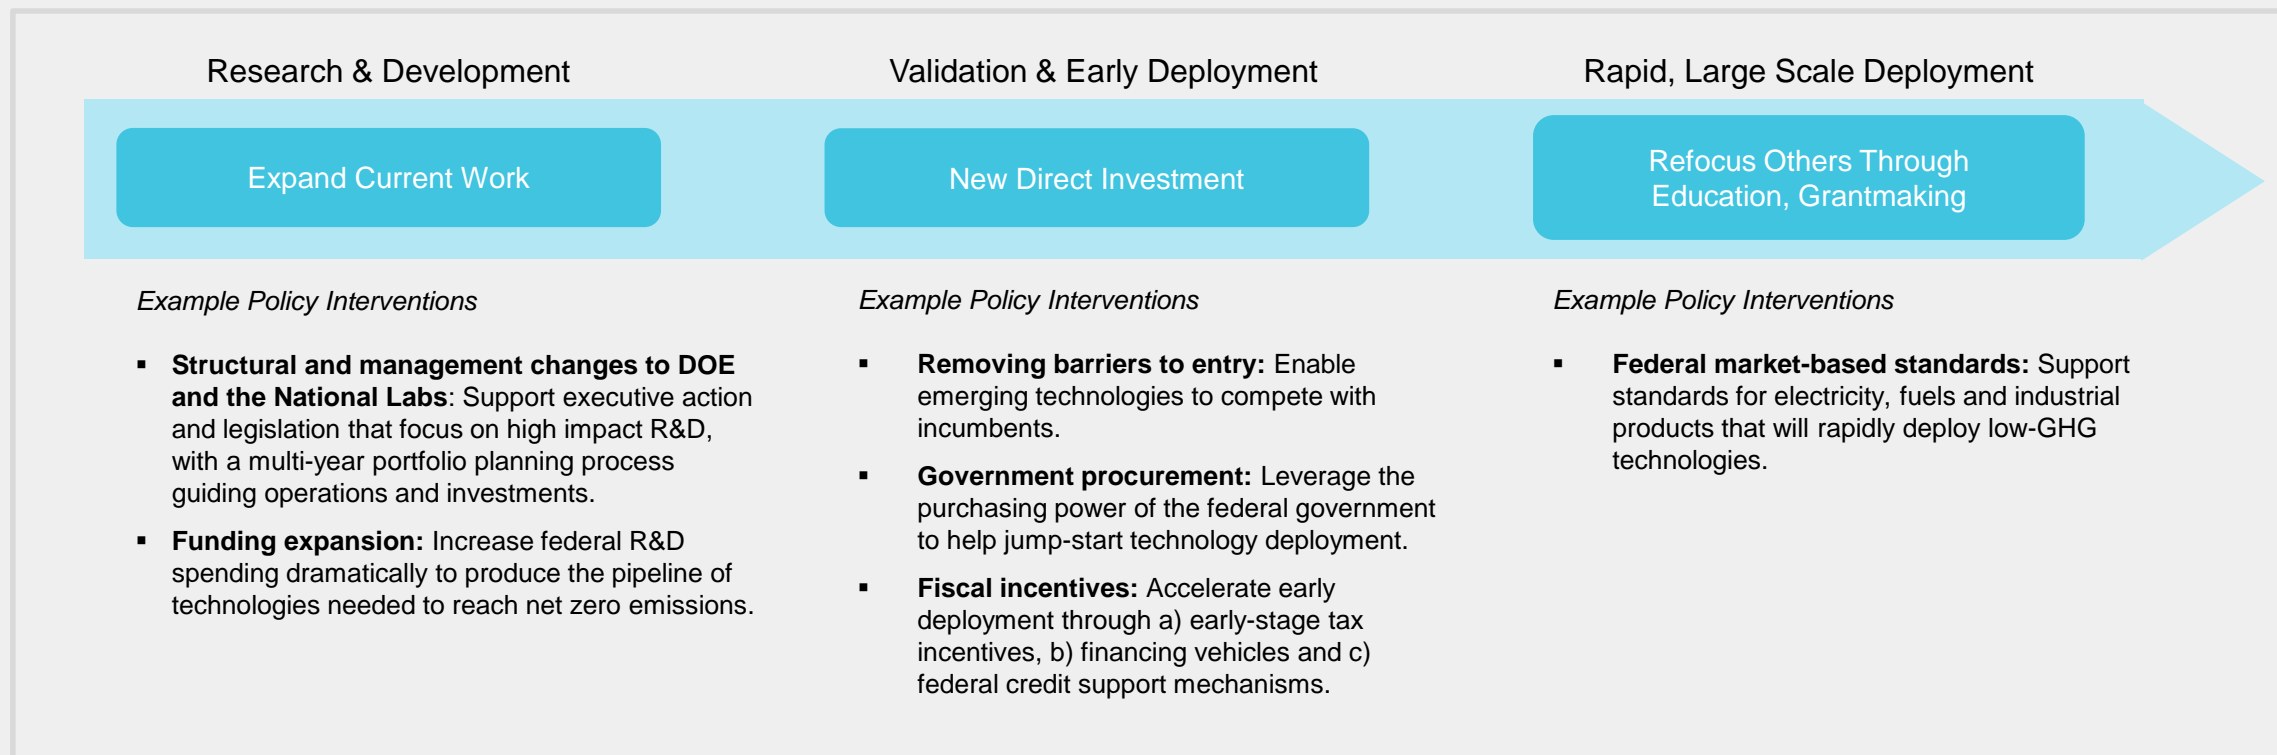 Research & Development
Expand Current Work
Example Policy Interventions
▪ Structural and management changes to DOE
and the National Labs: Support executive action
and legislation that focus on high impact R&D,
with a multi-year portfolio planning process
guiding operations and investments.
▪ Funding expansion: Increase federal R&D
spending dramatically to produce the pipeline of
technologies needed to reach net zero emissions.
Validation & Early Deployment
New Direct Investment
Example Policy Interventions
▪ Removing barriers to entry: Enable
emerging technologies to compete with
incumbents.
▪ Government procurement: Leverage the
purchasing power of the federal government
to help jump-start technology deployment.
▪ Fiscal incentives: Accelerate early
deployment through a) early-stage tax
incentives, b) financing vehicles and c)
federal credit support mechanisms.
Rapid, Large Scale Deployment
Refocus Others Through
Education, Grantmaking
Example Policy Interventions
▪ Federal market-based standards: Support
standards for electricity, fuels and industrial
products that will rapidly deploy low-GHG
technologies.